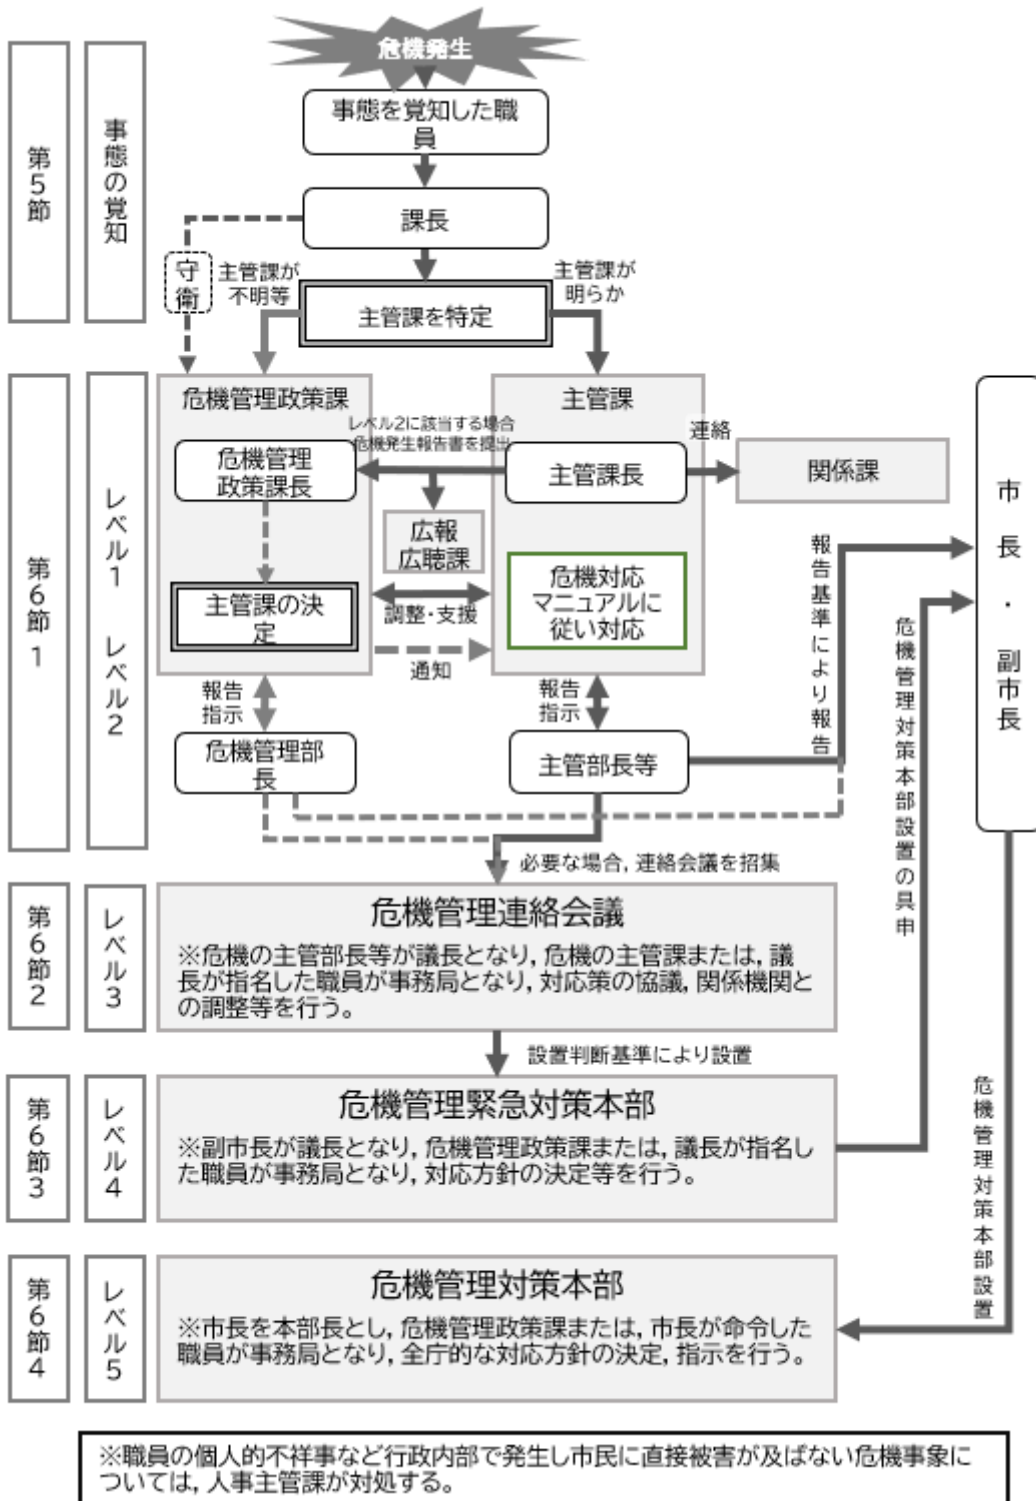 危機発生
事態を覚知した職
員
課長
守
衛
主管課が
不明等
主管課が
明らか
主管課を特定
第5節
事態の覚知
危機管理政策課
主管課
レベル2に該当する場合
危機発生報告書を提出
連絡
危機管理
政策課長
主管課長
関係課
広報
広聴課
主管課の決
定
調整・支援
危機対応
マニュアルに
従い対応
通知
報告
指示
報告
指示
危機管理部
長
主管部長等
第6節 1
レベル1 レベル2
報告基準により報告
危機管理対策本部設置の具申
市長・副市長
必要な場合, 連絡会議を招集
第6節2
レベル3
危機管理連絡会議
※危機の主管部長等が議長となり, 危機の主管課または, 議
長が指名した職員が事務局となり, 対応策の協議, 関係機関と
の調整等を行う。
設置判断基準により設置
第6節3
レベル4
危機管理緊急対策本部
※副市長が議長となり, 危機管理政策課または, 議長が指名し
た職員が事務局となり, 対応方針の決定等を行う。
危機管理対策本部設置
第6節4
レベル5
危機管理対策本部
※市長を本部長とし, 危機管理政策課または, 市長が命令した
職員が事務局となり, 全庁的な対応方針の決定, 指示を行う。
※職員の個人的不祥事など行政内部で発生し市民に直接被害が及ばない危機事象に
ついては, 人事主管課が対処する。